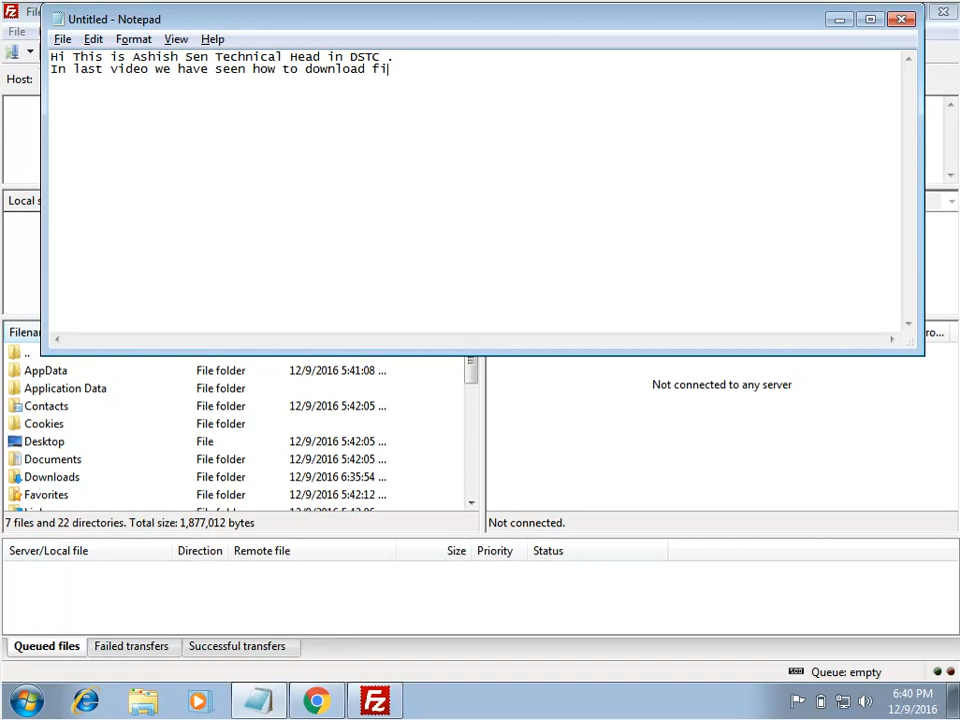 File
Untitled - Notepad
File Edit Format View Help
Hi This is Ashish Sen Technical Head in DSTC .
In last video we have seen how to download fi
Host:
Local s
Filenar
ro...
..
AppData File folder 12/9/2016 5:41:08 ...
Application Data File folder
Contacts File folder 12/9/2016 5:42:05 ...
Cookies File folder
Desktop File 12/9/2016 5:42:05 ...
Documents File folder 12/9/2016 5:42:05 ...
Downloads File folder 12/9/2016 6:35:54 ...
Favorites File folder 12/9/2016 5:42:12 ...
Not connected to any server
7 files and 22 directories. Total size: 1,877,012 bytes
Not connected.
Server/Local file Direction Remote file Size Priority Status
Queued files Failed transfers Successful transfers
Queue: empty
6:40 PM
12/9/2016